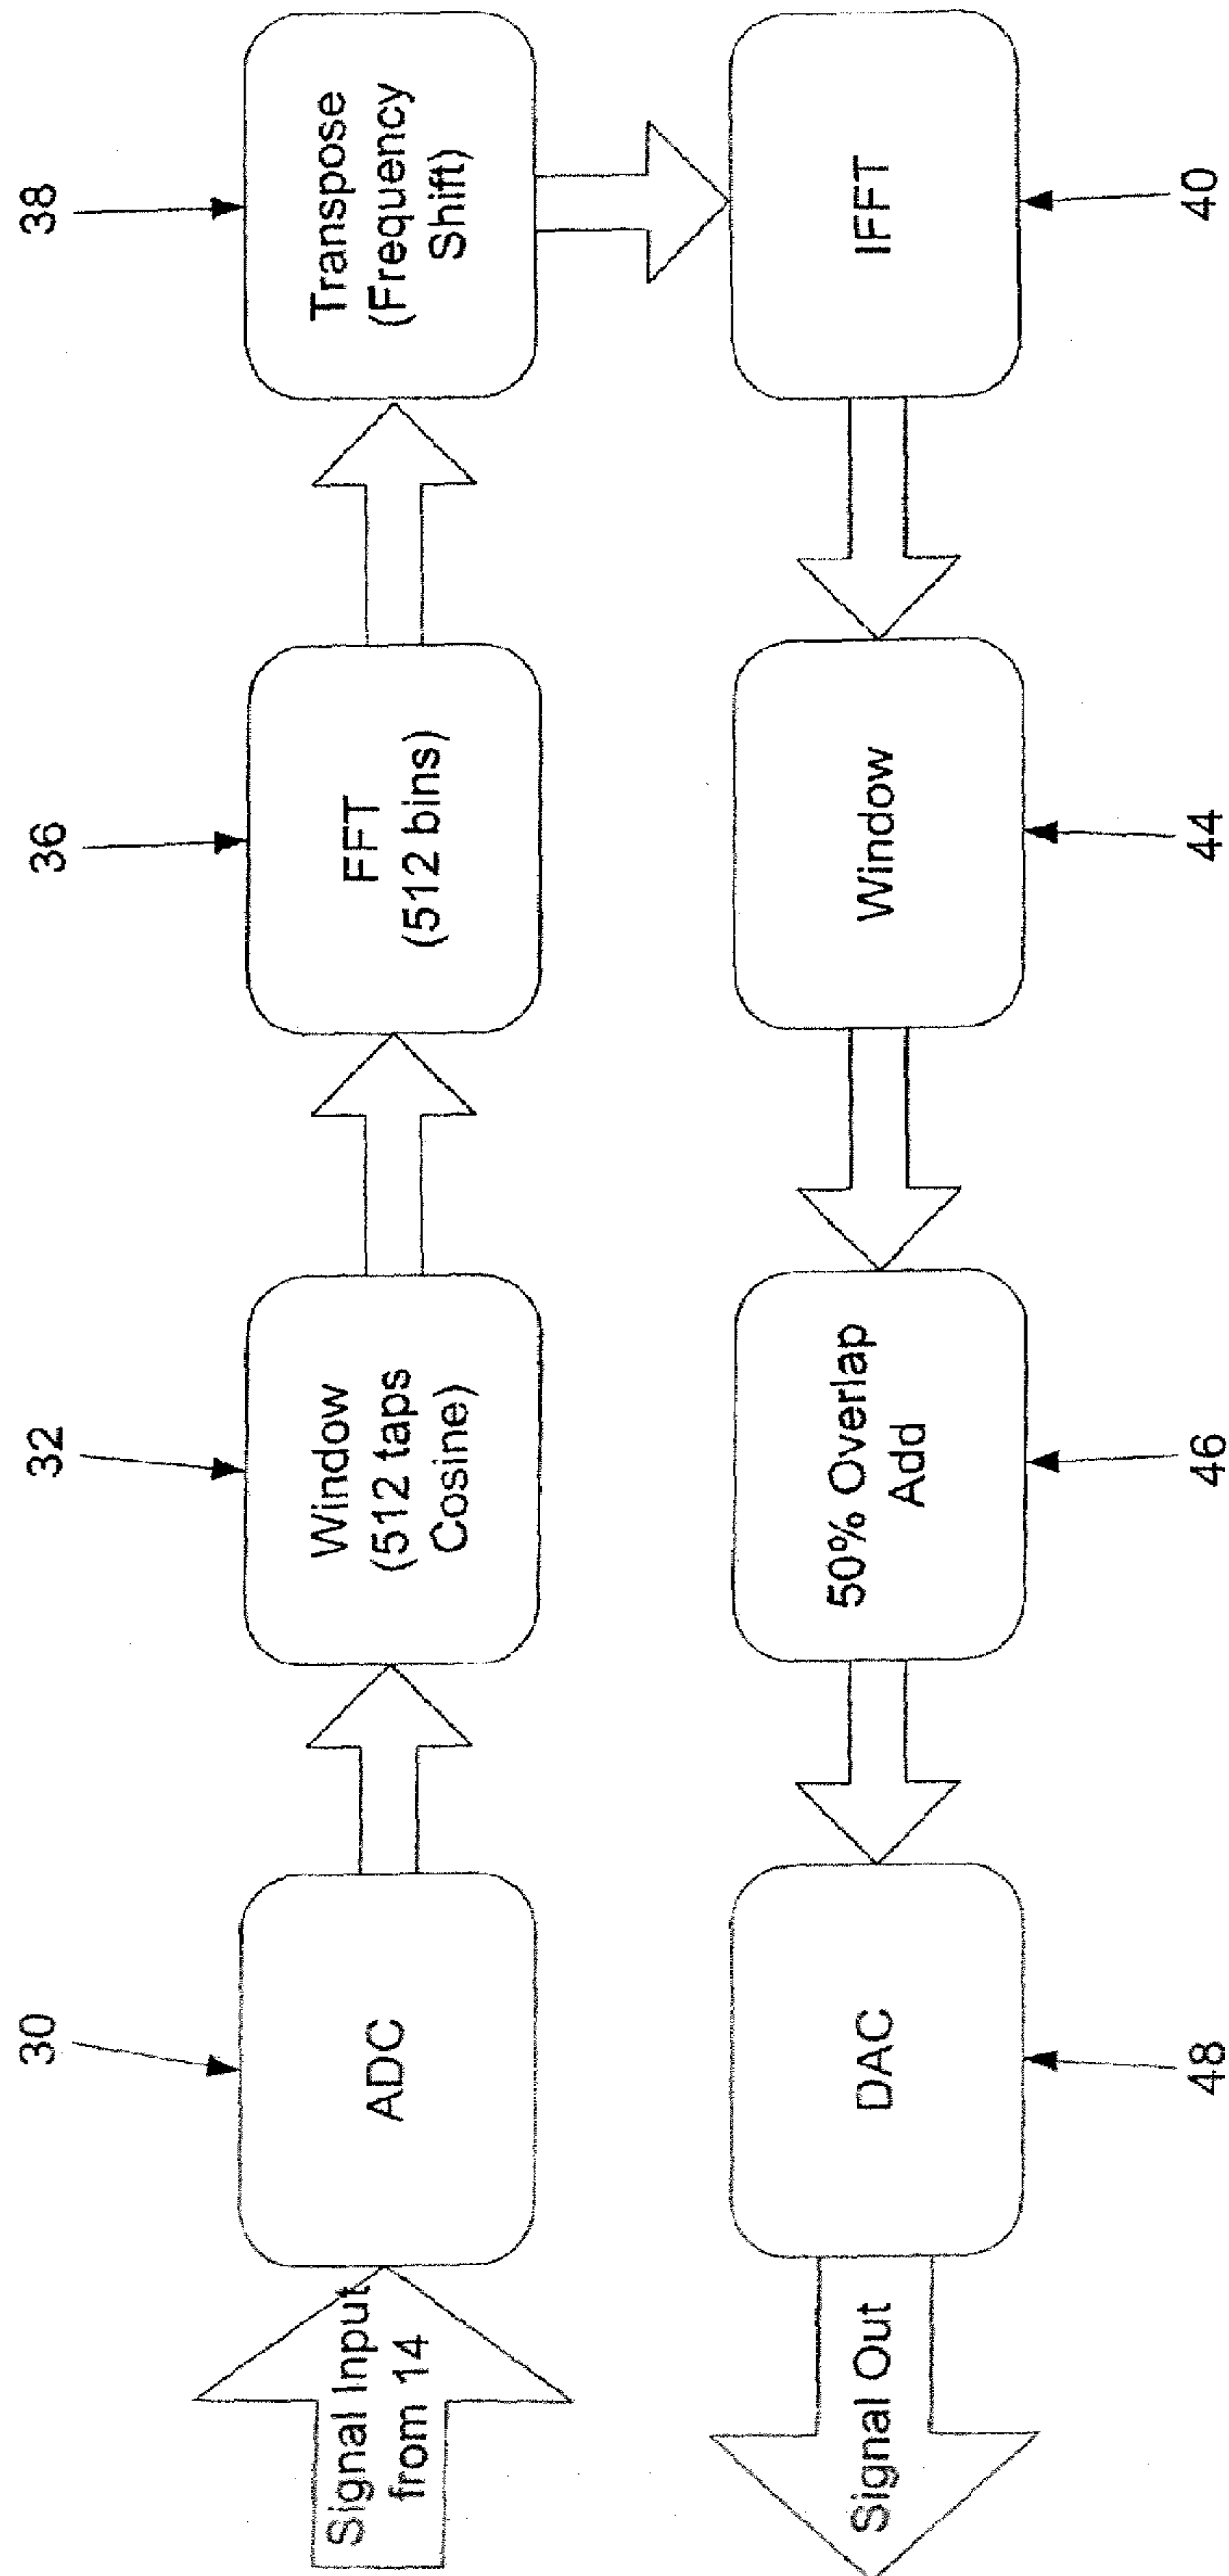 30
32
36
38
Signal Input
from 14
ADC
Window
(512 taps
Cosine)
FFT
(512 bins)
Transpose
(Frequency
Shift)
Signal Out
DAC
50% Overlap
Add
Window
IFFT
48
46
44
40